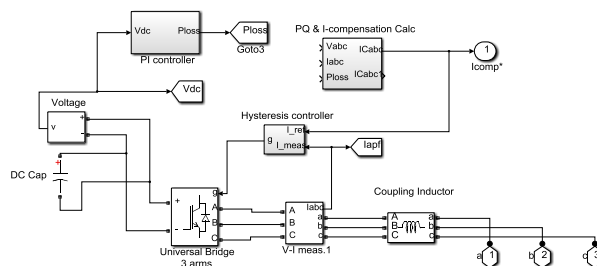 PQ & I-compensation Calc
Vdc
Ploss
Ploss
PI controller
Goto3
Vabc
Iabc
Ploss
ICabc
ICabc1
1
Icomp*
Vdc
Voltage
v
+
-
Hysteresis controller
g
I_ref
I_meas
Iapf
DC Cap
+
Coupling Inductor
+
-
g
A
B
C
Universal Bridge
3 arms
Iabc
A
B
C
a
b
c
V-I meas.1
A
B
C
a
b
c
a
1
b
2
c
3